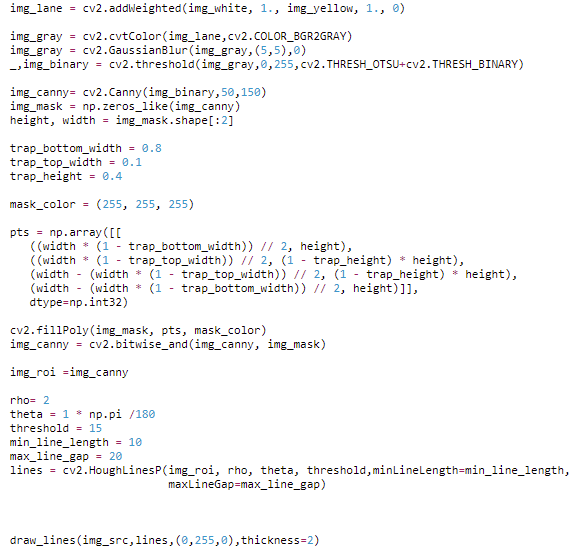 img_lane = cv2.addWeighted(img_white, 1., img_yellow, 1., 0)
img_gray = cv2.cvtColor(img_lane,cv2.COLOR_BGR2GRAY)
img_gray = cv2.GaussianBlur(img_gray,(5,5),0)
_,img_binary = cv2.threshold(img_gray,0,255,cv2.THRESH_OTSU+cv2.THRESH_BINARY)
img_canny= cv2.Canny(img_binary,50,150)
img_mask = np.zeros_like(img_canny)
height, width = img_mask.shape[:2]
trap_bottom_width = 0.8
trap_top_width = 0.1
trap_height = 0.4
mask_color = (255, 255, 255)
pts = np.array([[
   ((width * (1 - trap_bottom_width)) // 2, height),
   ((width * (1 - trap_top_width)) // 2, (1 - trap_height) * height),
   (width - (width * (1 - trap_top_width)) // 2, (1 - trap_height) * height),
   (width - (width * (1 - trap_bottom_width)) // 2, height)]],
   dtype=np.int32)
cv2.fillPoly(img_mask, pts, mask_color)
img_canny = cv2.bitwise_and(img_canny, img_mask)
img_roi =img_canny
rho= 2
theta = 1 * np.pi /180
threshold = 15
min_line_length = 10
max_line_gap = 20
lines = cv2.HoughLinesP(img_roi, rho, theta, threshold,minLineLength=min_line_length,
                        maxLineGap=max_line_gap)
draw_lines(img_src,lines,(0,255,0),thickness=2)